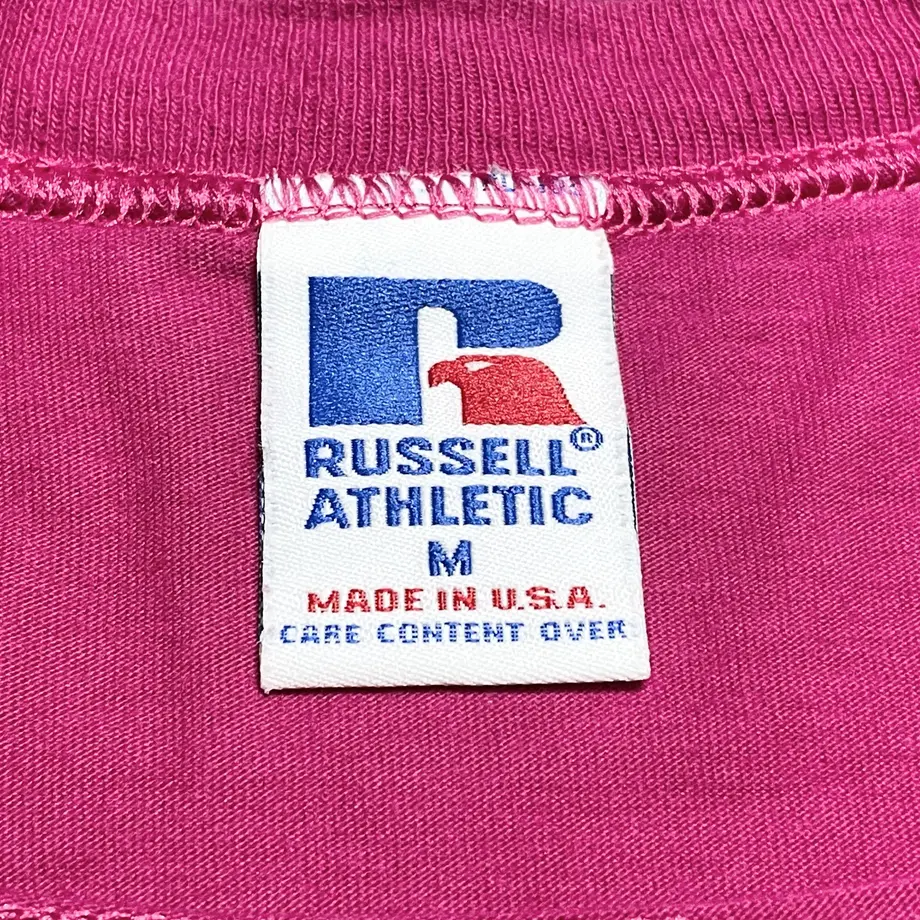 R
RUSSELL®
ATHLETIC
M
MADE IN U.S.A.
CARE CONTENT OVER